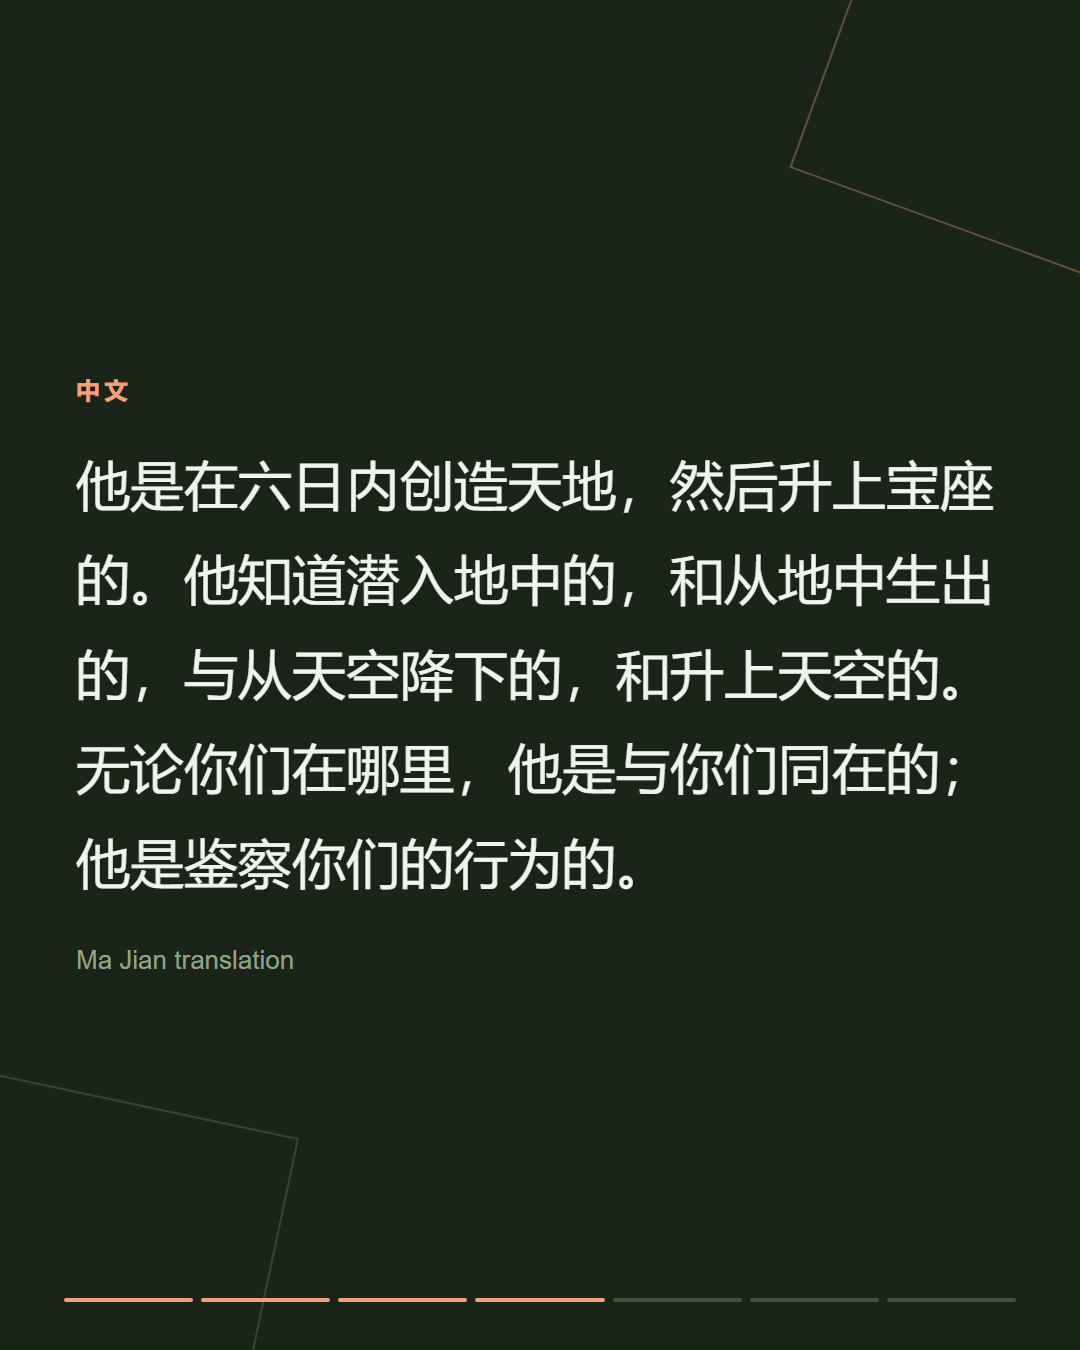 中文
他是在六日内创造天地，然后升上宝座
的。他知道潜入地中的，和从地中生出
的，与从天空降下的，和升上天空的。
无论你们在哪里，他是与你们同在的；
他是鉴察你们的行为的。
Ma Jian translation